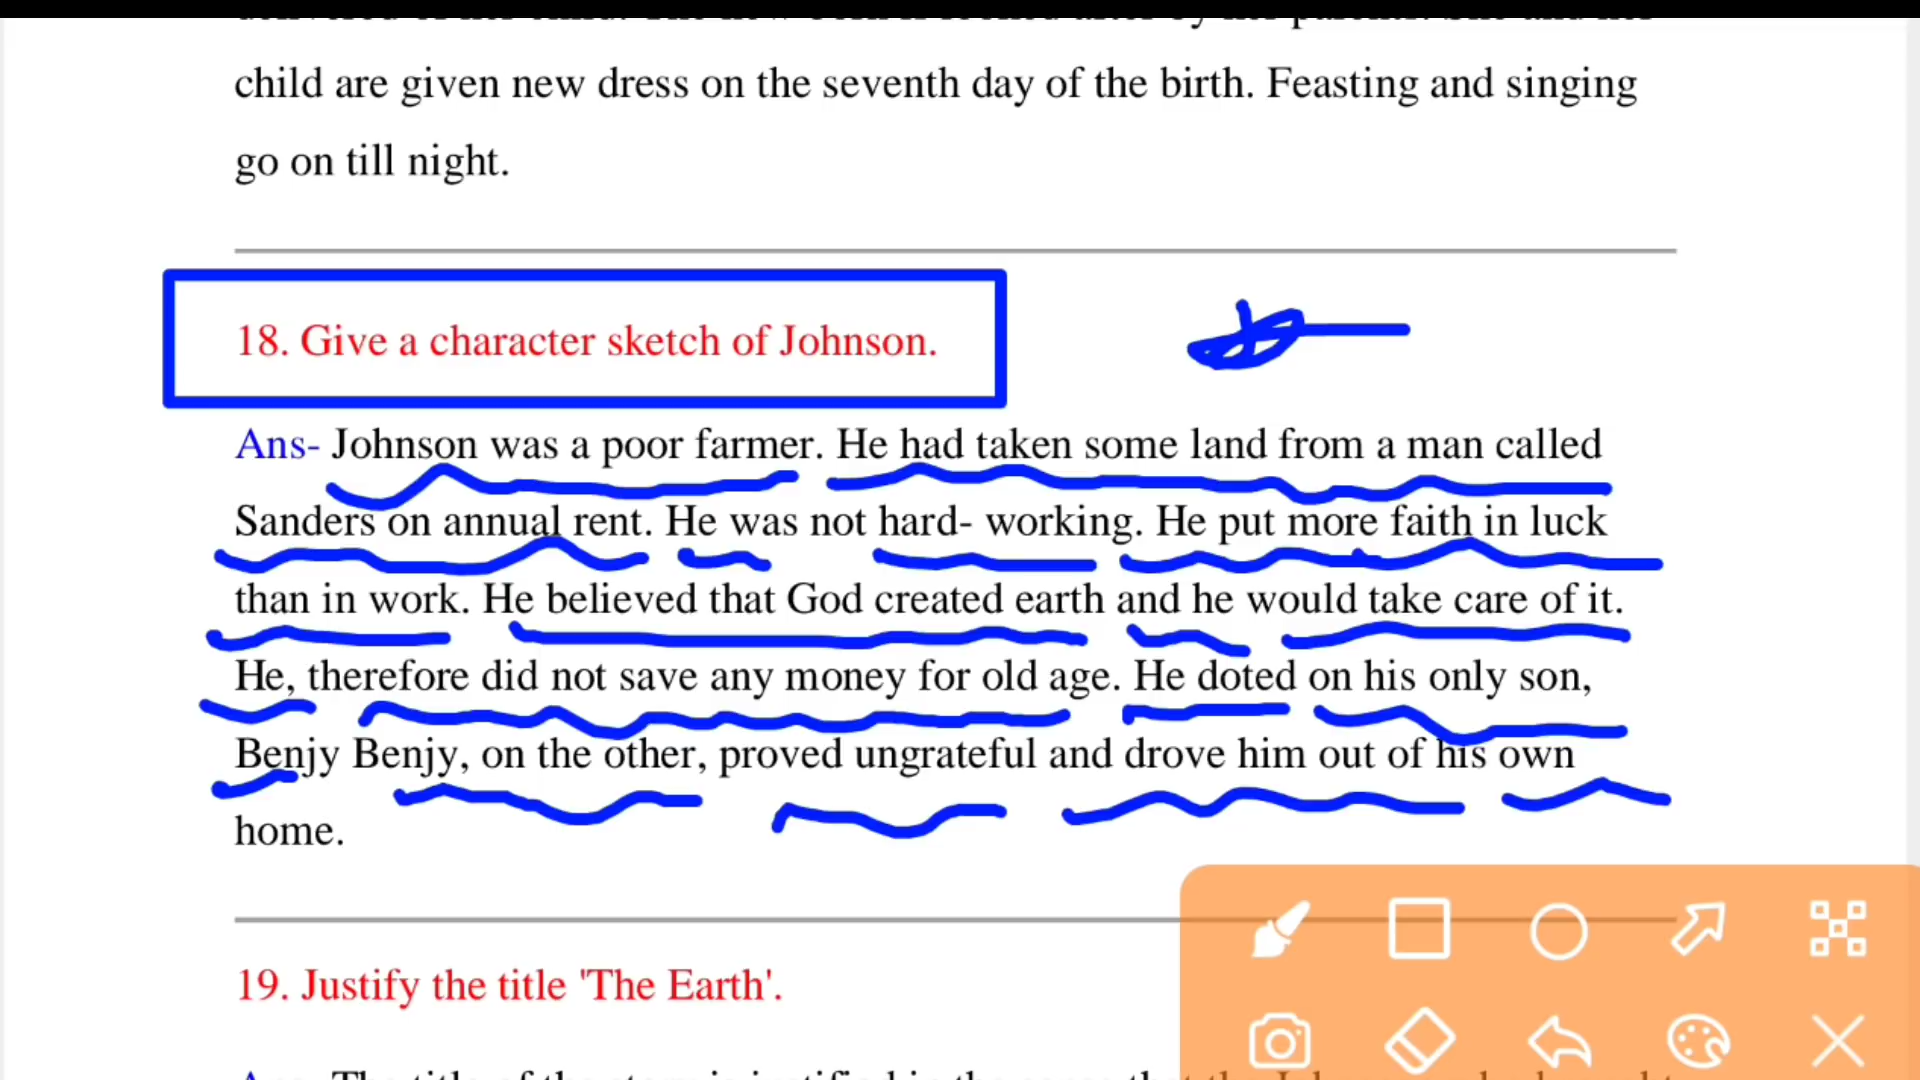 child are given new dress on the seventh day of the birth. Feasting and singing
go on till night.
18. Give a character sketch of Johnson.
Ans- Johnson was a poor farmer. He had taken some land from a man called
Sanders on annual rent. He was not hard- working. He put more faith in luck
than in work. He believed that God created earth and he would take care of it.
He, therefore did not save any money for old age. He doted on his only son,
Benjy Benjy, on the other, proved ungrateful and drove him out of his own
home.
19. Justify the title 'The Earth'.